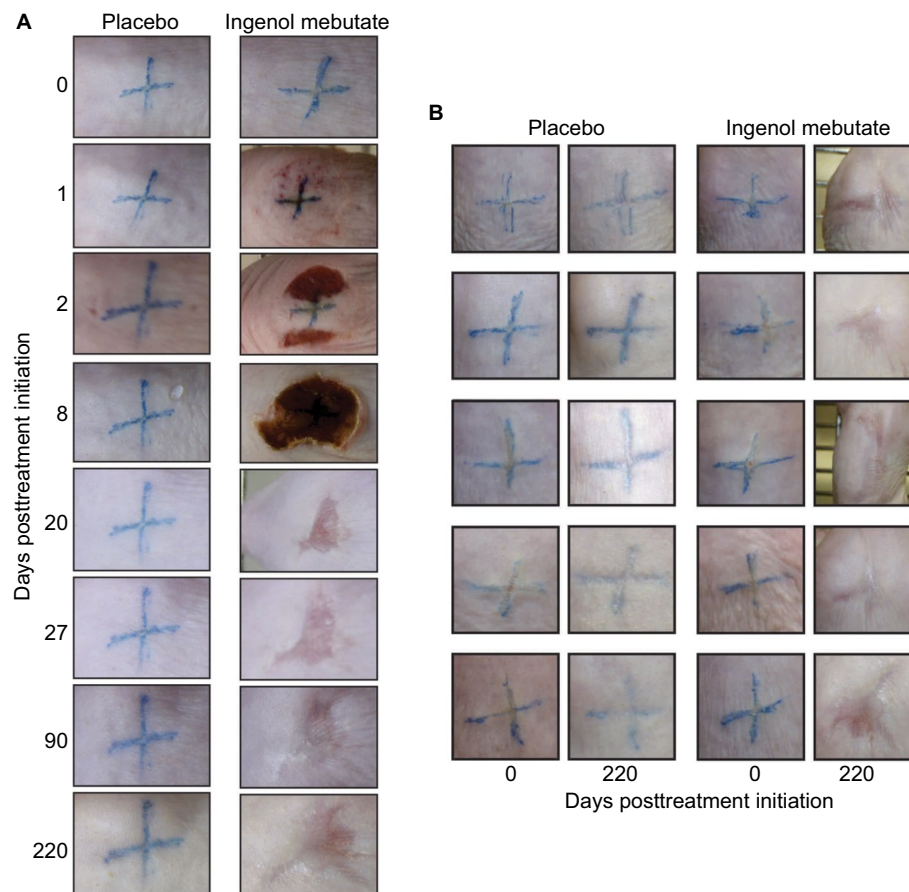 A
Placebo
Ingenol mebutate
0
1
2
8
20
27
90
220
Days posttreatment initiation
B
Placebo
Ingenol mebutate
0
220
0
220
Days posttreatment initiation